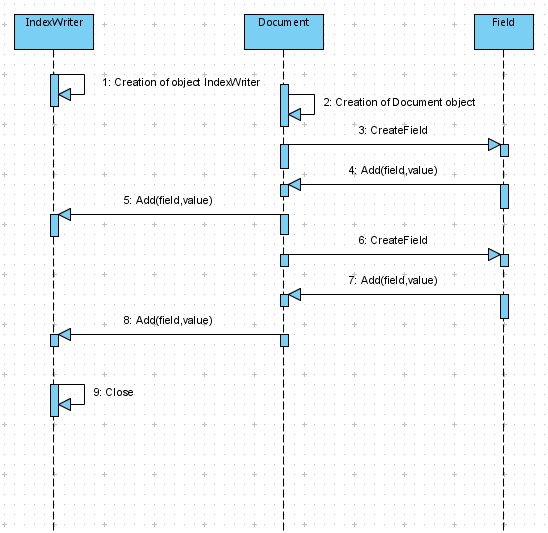 IndexWriter
Document
Field
1: Creation of object IndexWriter
2: Creation of Document object
3: CreateField
4: Add(field,value)
5: Add(field,value)
6: CreateField
7: Add(field,value)
8: Add(field,value)
9: Close